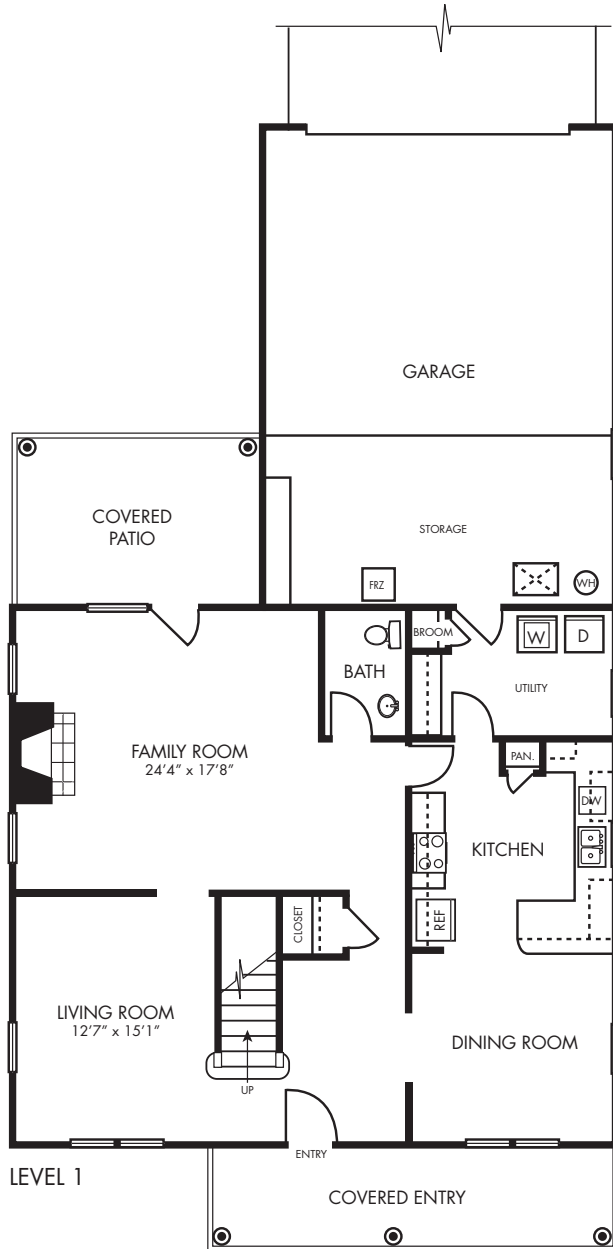 GARAGE
COVERED
PATIO
STORAGE
FRZ
WH
BROOM
W
D
BATH
UTILITY
FAMILY ROOM
24'4” x 17'8”
PAN.
DW
KITCHEN
REF
CLOSET
LIVING ROOM
12'7” x 15'1”
DINING ROOM
UP
ENTRY
LEVEL 1
COVERED ENTRY